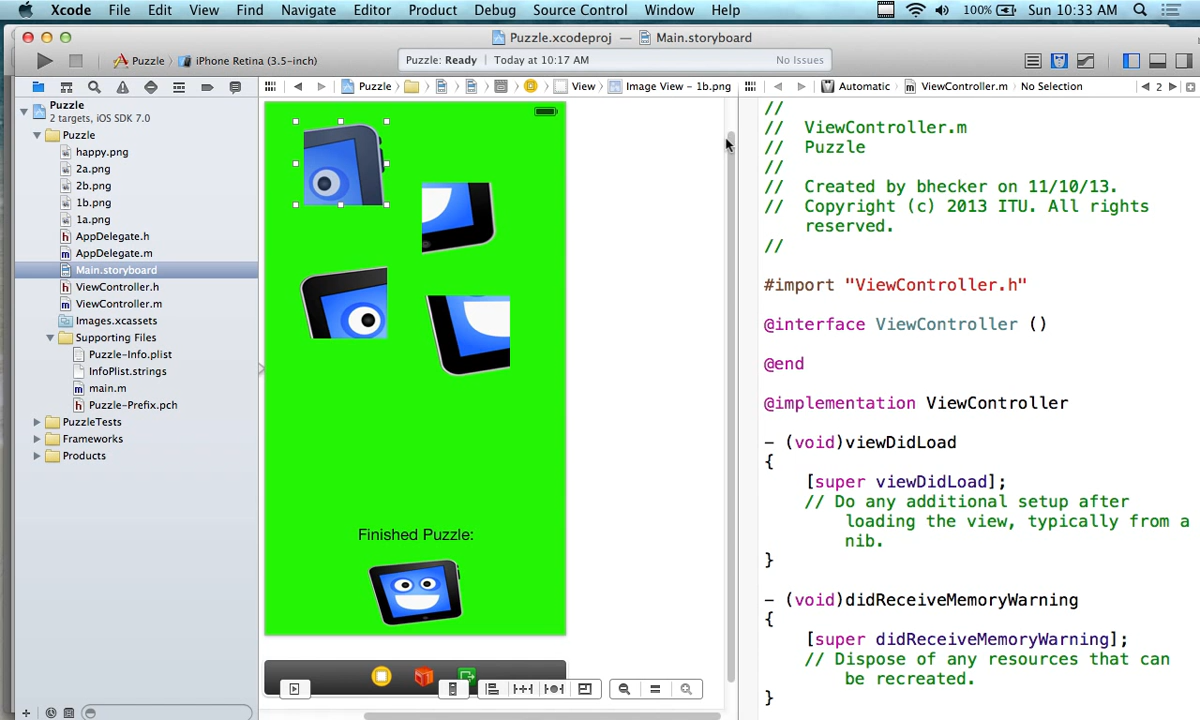 Xcode File Edit View Find Navigate Editor Product Debug Source Control Window Help 100% Sun 10:33 AM
Puzzle.xcodeproj — Main.storyboard
Puzzle iPhone Retina (3.5-inch) Puzzle: Ready Today at 10:17 AM No Issues
Puzzle View Image View - 1b.png Automatic ViewController.m No Selection 2
Puzzle
2 targets, iOS SDK 7.0
Puzzle
happy.png
2a.png
2b.png
1b.png
1a.png
h AppDelegate.h
m AppDelegate.m
Main.storyboard
h ViewController.h
m ViewController.m
Images.xcassets
Supporting Files
Puzzle-Info.plist
InfoPlist.strings
m main.m
h Puzzle-Prefix.pch
PuzzleTests
Frameworks
Products
Finished Puzzle:
//
// ViewController.m
// Puzzle
//
// Created by bhecker on 11/10/13.
// Copyright (c) 2013 ITU. All rights
reserved.
//
#import "ViewController.h"
@interface ViewController ()
@end
@implementation ViewController
- (void)viewDidLoad
{
[super viewDidLoad];
// Do any additional setup after
loading the view, typically from a
nib.
}
- (void)didReceiveMemoryWarning
{
[super didReceiveMemoryWarning];
// Dispose of any resources that can
be recreated.
}